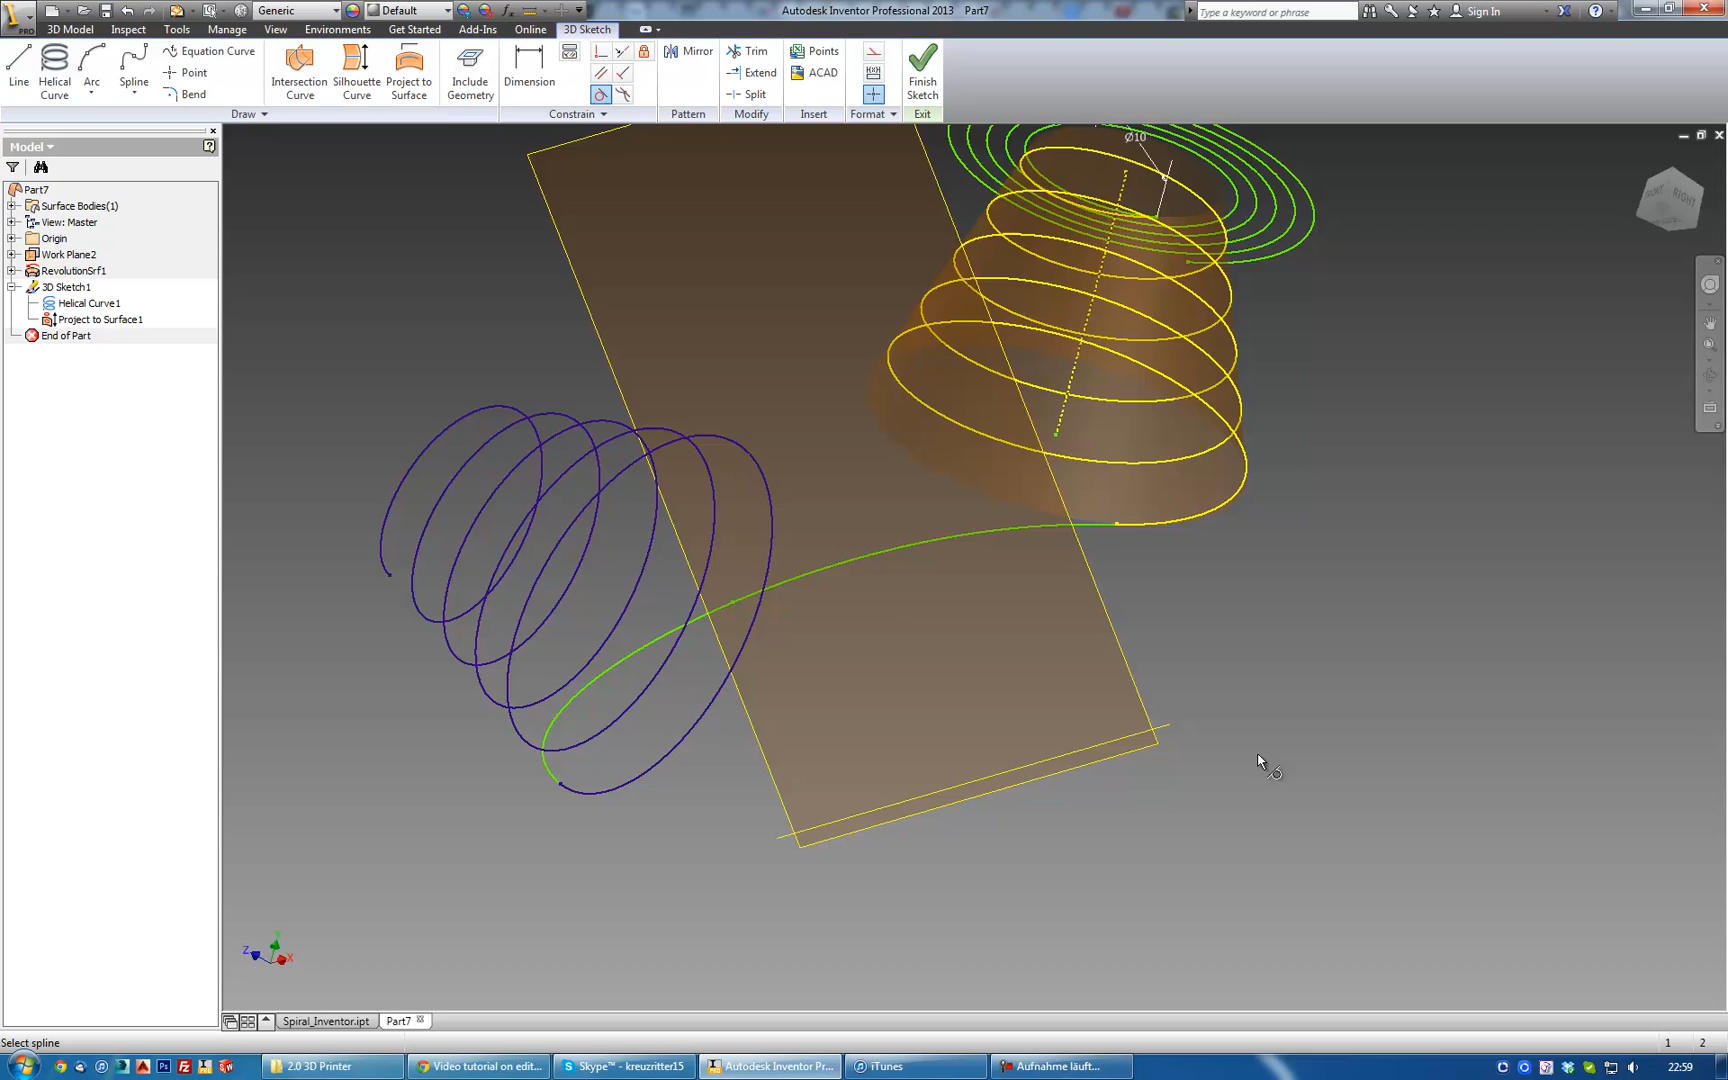 Generic
Default
Autodesk Inventor Professional 2013 Part7
Type a keyword or phrase
Sign In
PRO
3D Model Inspect Tools Manage View Environments Get Started Add-Ins Online 3D Sketch
Line
Helical Curve
Arc
Spline
Equation Curve
Point
Bend
Intersection Curve
Silhouette Curve
Project to Surface
Include Geometry
Dimension
Mirror
Trim
Extend
Split
Points
ACAD
Finish Sketch
Draw Constrain Pattern Modify Insert Format Exit
Model
Part7
Surface Bodies(1)
View: Master
Origin
Work Plane2
RevolutionSrf1
3D Sketch1
Helical Curve1
Project to Surface1
End of Part
Ø10
FRONT RIGHT
Z Y X
Spiral_Inventor.ipt Part7
Select spline
1 2
2.0 3D Printer
Video tutorial on edit...
Skype™ - kreuzritter15
Autodesk Inventor Pr...
iTunes
Aufnahme läuft...
22:59